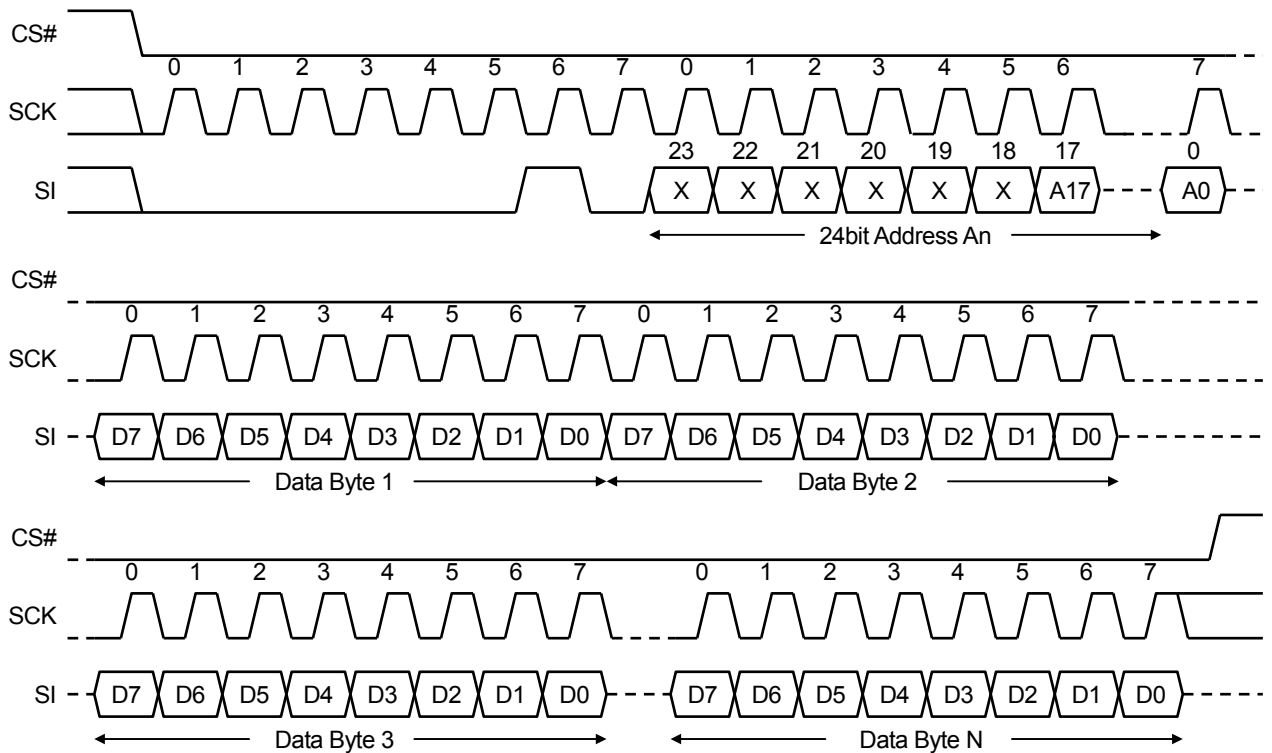 CS#
0 1 2 3 4 5 6 7 0 1 2 3 4 5 6 7
SCK
23 22 21 20 19 18 17 0
SI X X X X X X A17 A0
24bit Address An
CS#
0 1 2 3 4 5 6 7 0 1 2 3 4 5 6 7
SCK
SI D7 D6 D5 D4 D3 D2 D1 D0 D7 D6 D5 D4 D3 D2 D1 D0
Data Byte 1 Data Byte 2
CS#
0 1 2 3 4 5 6 7 0 1 2 3 4 5 6 7
SCK
SI D7 D6 D5 D4 D3 D2 D1 D0 D7 D6 D5 D4 D3 D2 D1 D0
Data Byte 3 Data Byte N